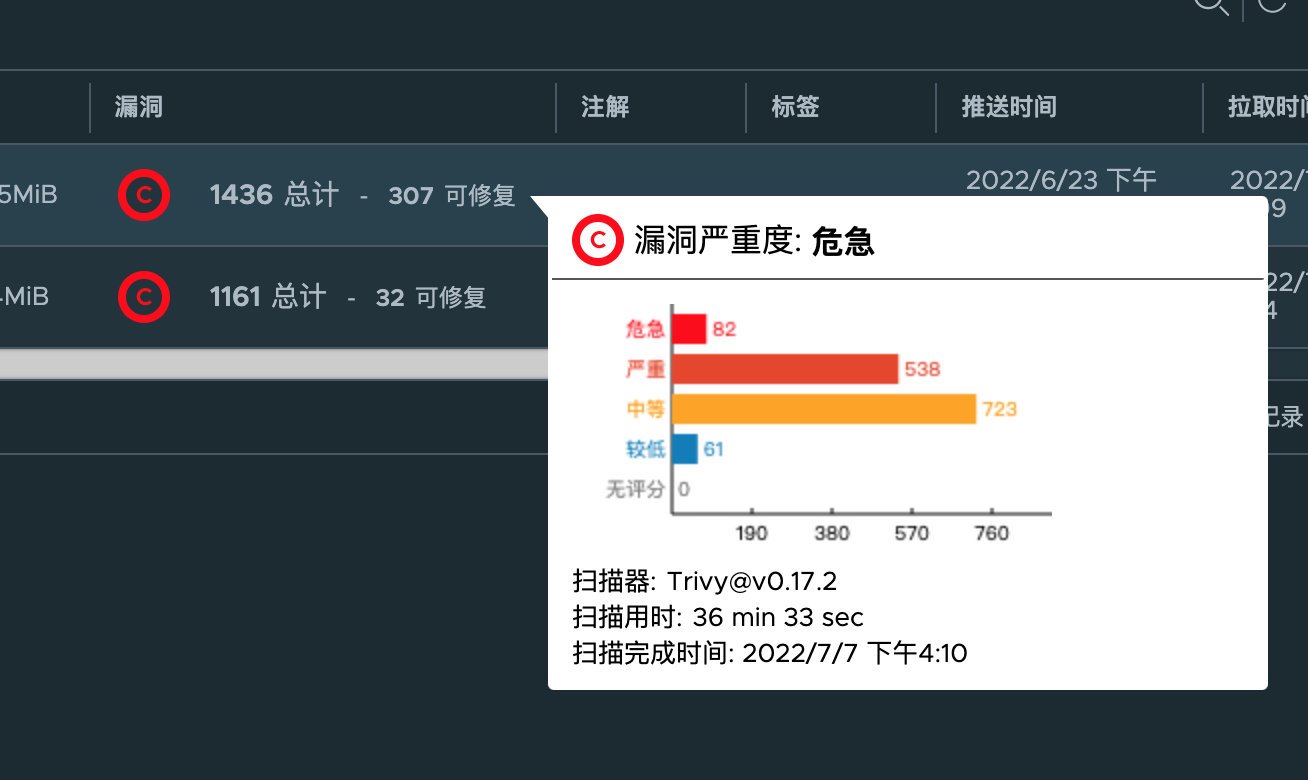 漏洞 注解 标签 推送时间 拉取时间
5MiB C 1436 总计 - 307 可修复 2022/6/23 下午 2022/
9
C 漏洞严重度: 危急
MiB C 1161 总计 - 32 可修复 22/
4
危急 82
严重 538
中等 723
较低 61
无评分 0
190 380 570 760
记录
扫描器: Trivy@v0.17.2
扫描用时: 36 min 33 sec
扫描完成时间: 2022/7/7 下午4:10